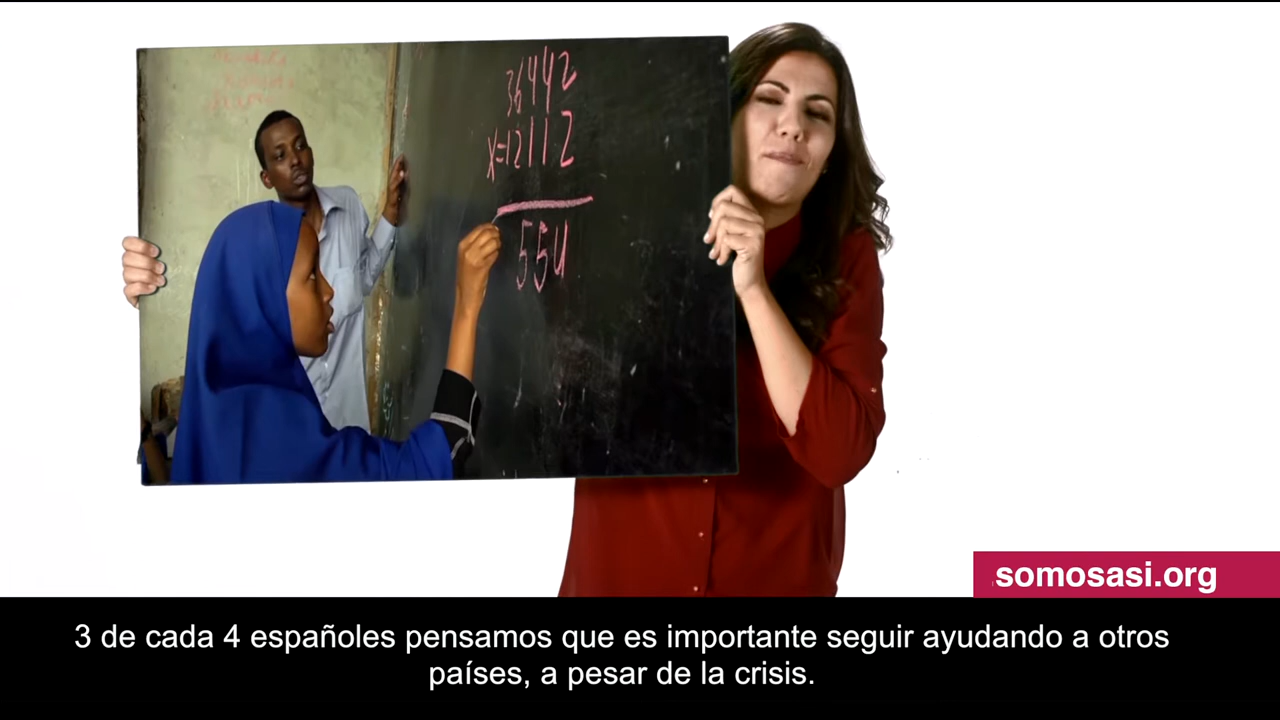 36442
X=12112
554
somosasi.org
3 de cada 4 españoles pensamos que es importante seguir ayudando a otros
países, a pesar de la crisis.